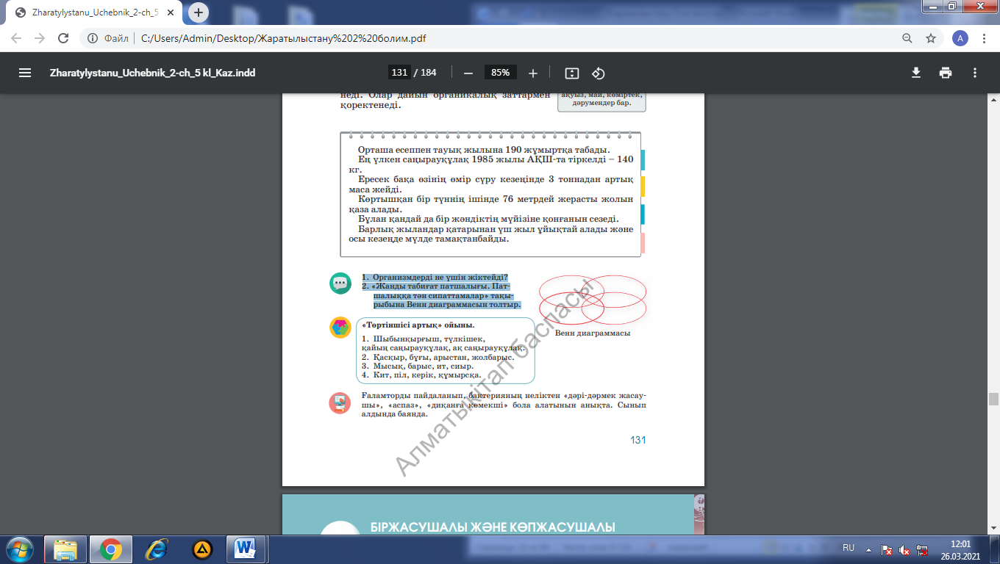 Zharatylystanu_Uchebnik_2-ch_5
Файл
C:/Users/Admin/Desktop/Жаратылыстану%202%20болим.pdf
A
Zharatylystanu_Uchebnik_2-ch_5 kl_Kaz.indd
131 / 184
85%
неді. Олар дайын органикалық заттармен
қоректенеді.
ақуыз, май, көміртек,
дәрумендер бар.
Орташа есеппен тауық жылына 190 жұмыртқа табады.
Ең үлкен саңырауқұлақ 1985 жылы АҚШ-та тіркелді – 140
кг.
Ересек бақа өзінің өмір сүру кезеңінде 3 тоннадан артық
маса жейді.
Көртышқан бір түннің ішінде 76 метрдей жерасты жолын
қаза алады.
Бұлан қандай да бір жәндіктің мүйізіне қонғанын сезеді.
Барлық жыландар қатарынан үш жыл ұйықтай алады және
осы кезеңде мүлде тамақтанбайды.
1. Организмдерді не үшін жіктейді?
2. «Жанды табиғат патшалығы. Пат-
шалыққа тән сипаттамалар» тақы-
рыбына Венн диаграммасын толтыр.
Венн диаграммасы
«Төртіншісі артық» ойыны.
1. Шыбынқырғыш, түлкішек,
қайың саңырауқұлақ, ақ саңырауқұлақ.
2. Қасқыр, бұғы, арыстан, жолбарыс.
3. Мысық, барыс, ит, сиыр.
4. Кит, піл, керік, құмырсқа.
Ғаламторды пайдаланып, бактерияның неліктен «дәрі-дәрмек жасау-
шы», «аспаз», «диқанға көмекші» бола алатынын анықта. Сынып
алдында баянда.
Алматыкітап баспасы
131
БІРЖАСУШАЛЫ ЖӘНЕ КӨПЖАСУШАЛЫ
RU
12:01
26.03.2021